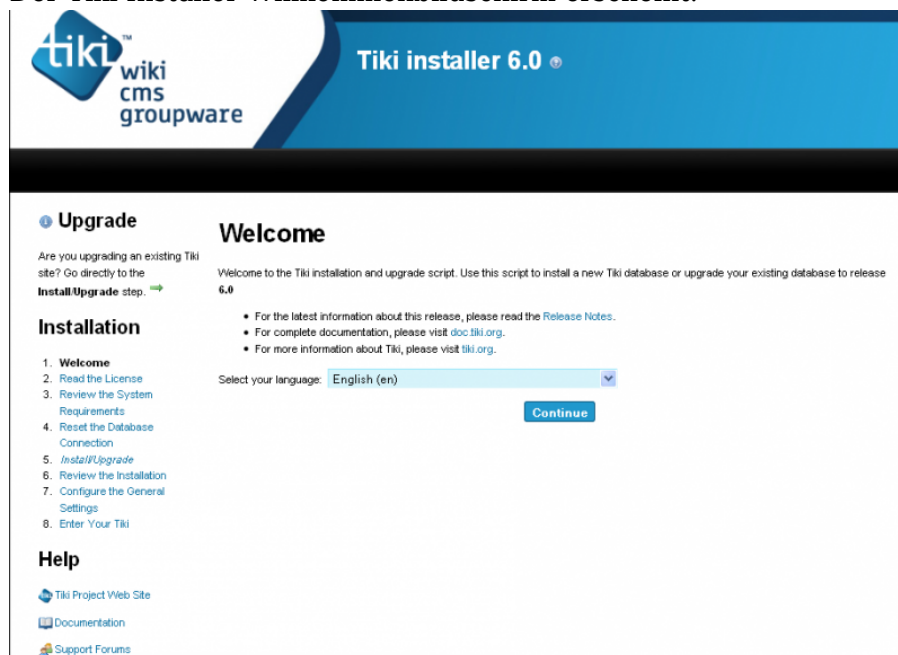 Der Tiki Installer Willkommenbildschirm erscheint.
tiki™
wiki
cms
groupware
Tiki installer 6.0
Upgrade
Are you upgrading an existing Tiki
site? Go directly to the
Install/Upgrade step.
Installation
1. Welcome
2. Read the License
3. Review the System
Requirements
4. Reset the Database
Connection
5. Install/Upgrade
6. Review the Installation
7. Configure the General
Settings
8. Enter Your Tiki
Help
Tiki Project Web Site
Documentation
Support Forums
Welcome
Welcome to the Tiki installation and upgrade script. Use this script to install a new Tiki database or upgrade your existing database to release
6.0
• For the latest information about this release, please read the Release Notes.
• For complete documentation, please visit doc.tiki.org.
• For more information about Tiki, please visit tiki.org.
Select your language: English (en)
Continue